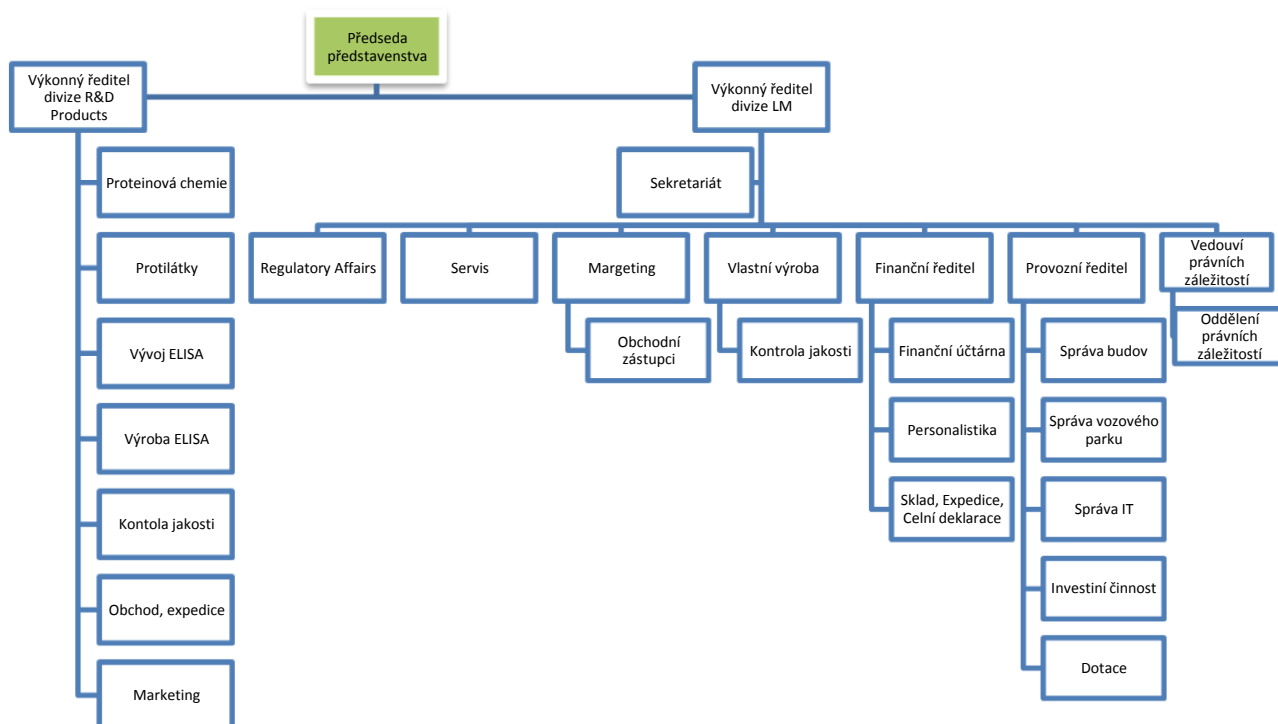 Předseda
představenstva
Výkonný ředitel
divize R&D
Products
Výkonný ředitel
divize LM
Proteinová chemie
Sekretariát
Protilátky
Regulatory Affairs
Servis
Margeting
Vlastní výroba
Finanční ředitel
Provozní ředitel
Vedouví
právních
záležitostí
Vývoj ELISA
Obchodní
zástupci
Kontrola jakosti
Finanční účtárna
Správa budov
Oddělení
právních
záležitostí
Výroba ELISA
Personalistika
Správa vozového
parku
Kontola jakosti
Sklad, Expedice,
Celní deklarace
Správa IT
Obchod, expedice
Investiní činnost
Marketing
Dotace